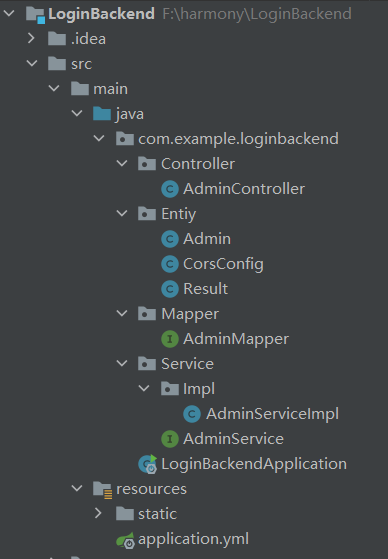 LoginBackend F:\harmony\LoginBackend
.idea
src
main
java
com.example.loginbackend
Controller
AdminController
Entiy
Admin
CorsConfig
Result
Mapper
AdminMapper
Service
Impl
AdminServiceImpl
AdminService
LoginBackendApplication
resources
static
application.yml